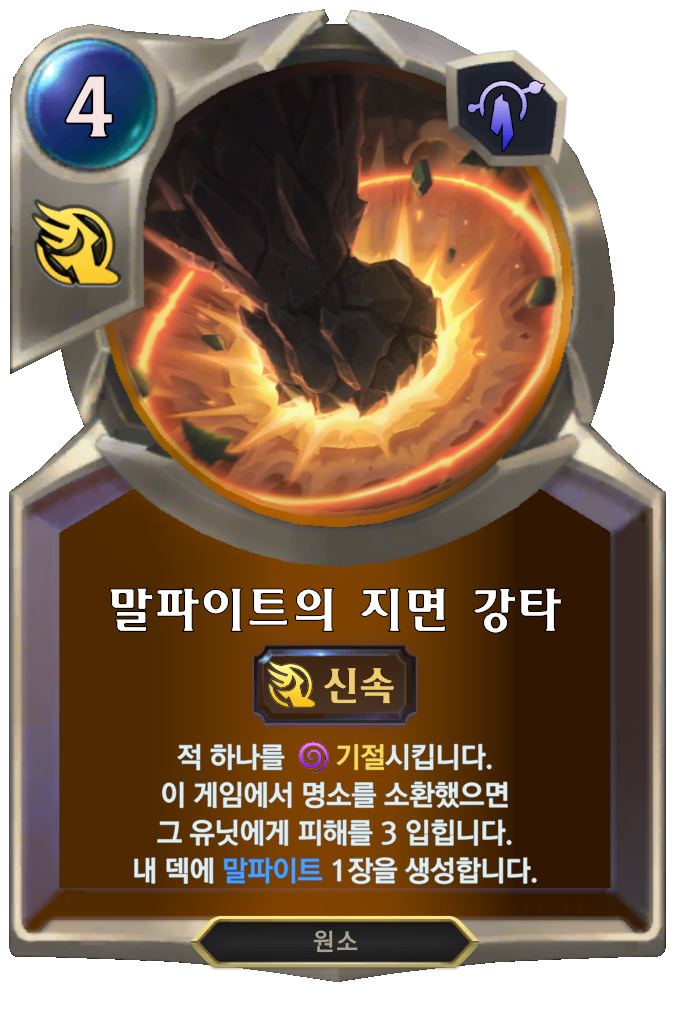 4
말파이트의 지면 강타
신속
적 하나를 기절시킵니다.
이 게임에서 명소를 소환했으면
그 유닛에게 피해를 3 입힙니다.
내 덱에 말파이트 1장을 생성합니다.
원소